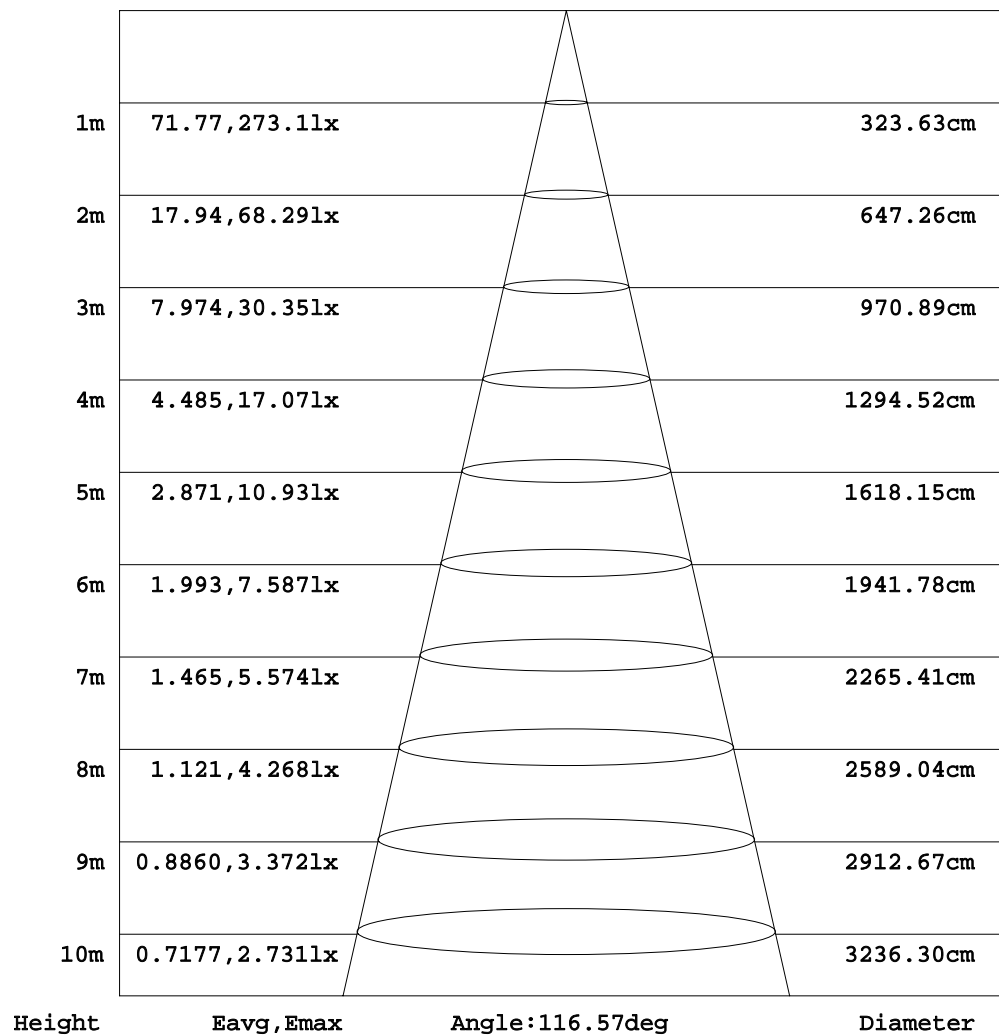 1m 71.77,273.1lx 323.63cm
2m 17.94,68.29lx 647.26cm
3m 7.974,30.35lx 970.89cm
4m 4.485,17.07lx 1294.52cm
5m 2.871,10.93lx 1618.15cm
6m 1.993,7.587lx 1941.78cm
7m 1.465,5.574lx 2265.41cm
8m 1.121,4.268lx 2589.04cm
9m 0.8860,3.372lx 2912.67cm
10m 0.7177,2.731lx 3236.30cm
Height Eavg,Emax Angle:116.57deg Diameter